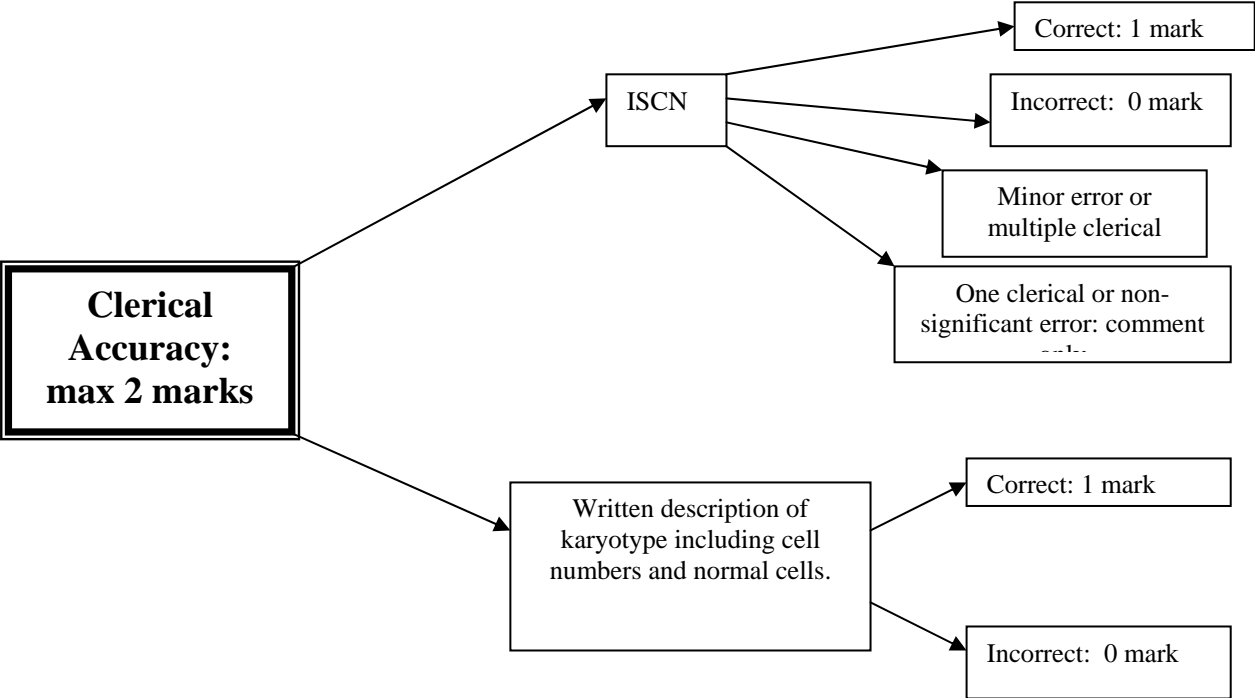 Correct: 1 mark
ISCN
Incorrect: 0 mark
Minor error or
multiple clerical
One clerical or non-
significant error: comment
Clerical
Accuracy:
max 2 marks
Written description of
karyotype including cell
numbers and normal cells.
Correct: 1 mark
Incorrect: 0 mark